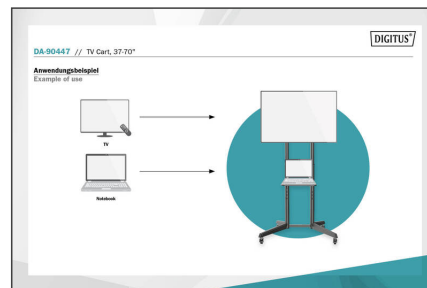 DIGITUS®
DA-90447 // TV Cart, 37-70"
Anwendungsbeispiel
Example of use
TV
Notebook